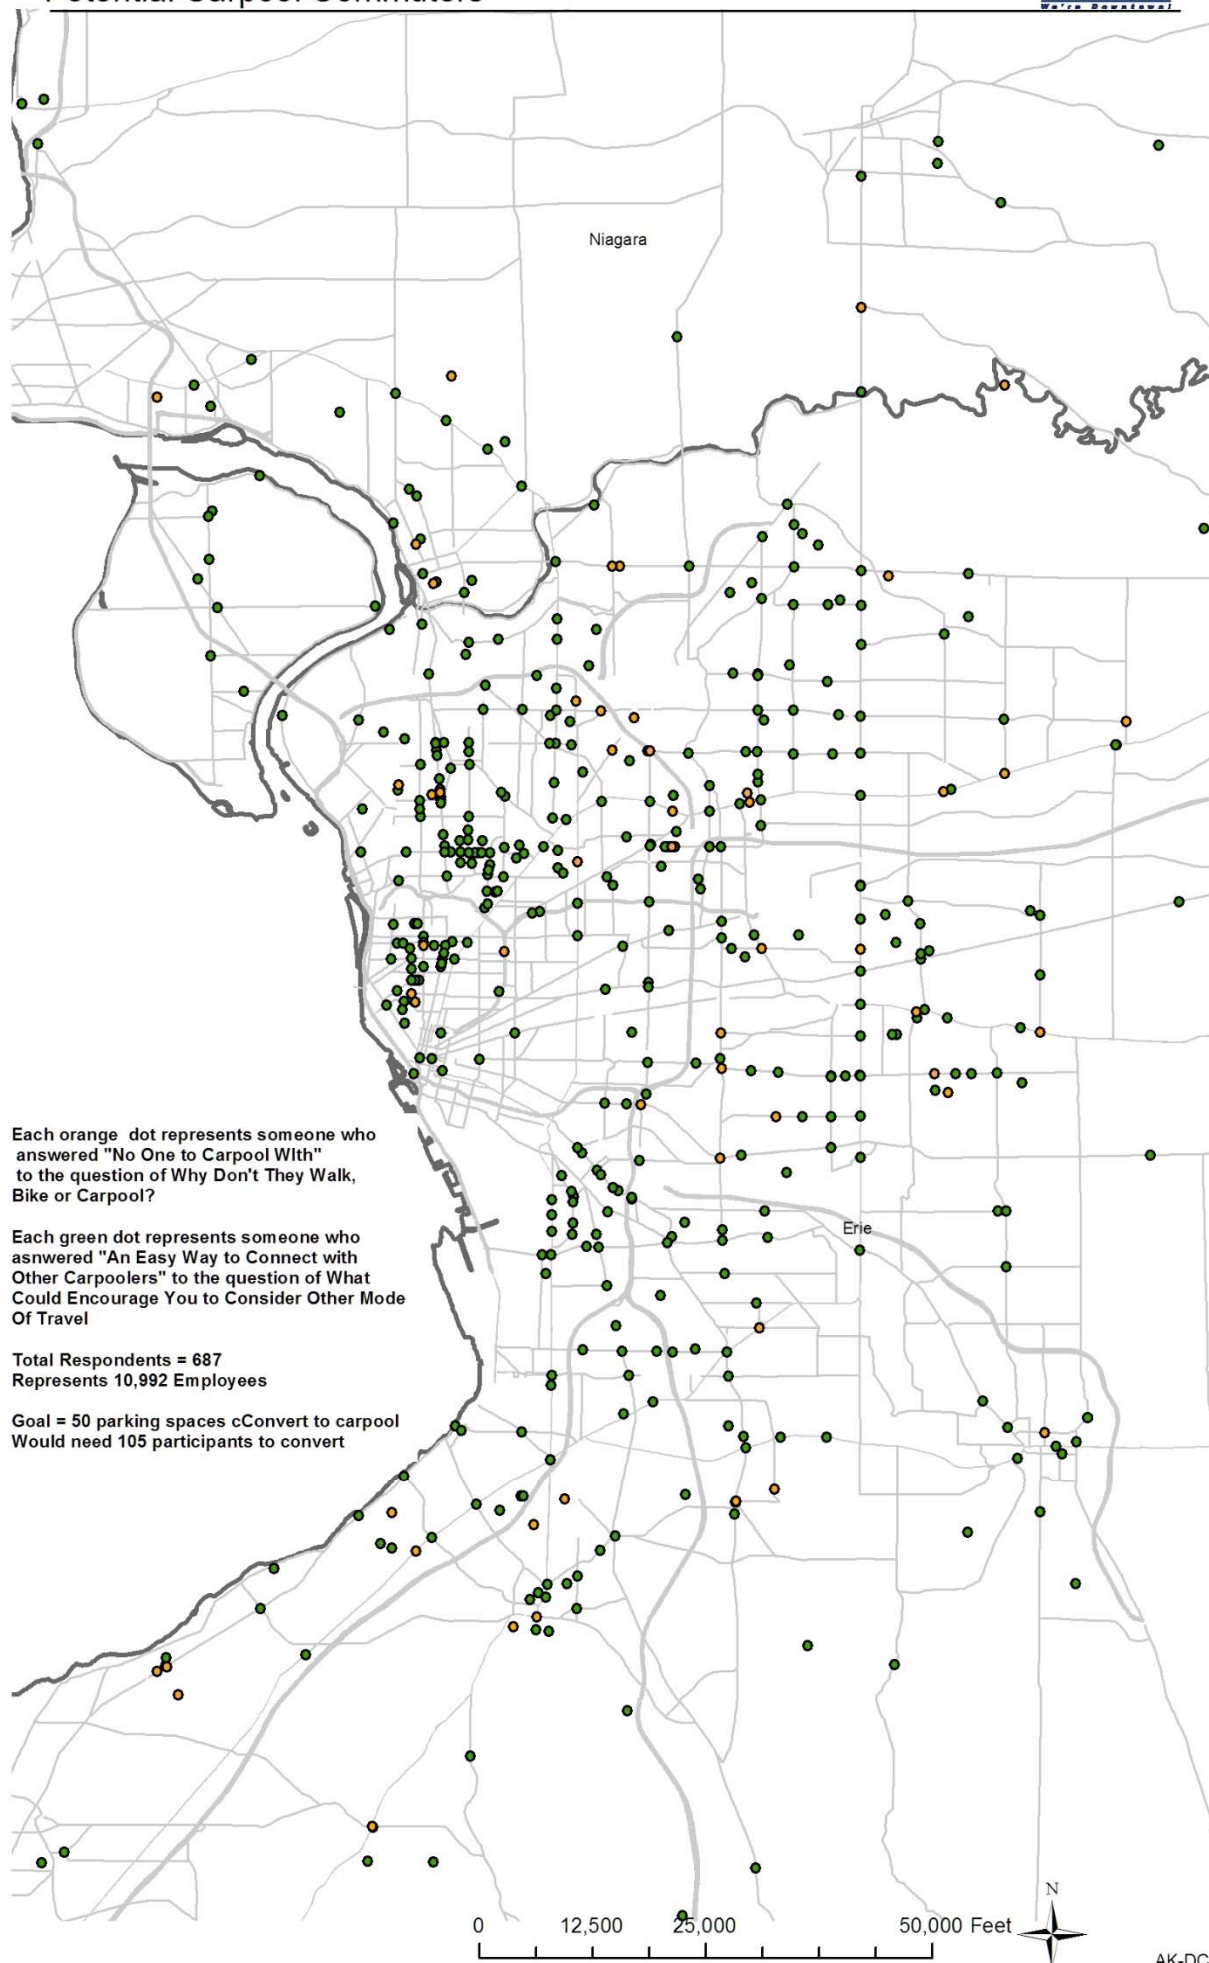 Potential Carpool Commuters
We're Downtown!
Niagara
Each orange dot represents someone who
answered "No One to Carpool WIth"
to the question of Why Don't They Walk,
Bike or Carpool?
Each green dot represents someone who
asnwered "An Easy Way to Connect with
Other Carpoolers" to the question of What
Could Encourage You to Consider Other Mode
Of Travel
Total Respondents = 687
Represents 10,992 Employees
Goal = 50 parking spaces cConvert to carpool
Would need 105 participants to convert
Erie
N
0 12,500 25,000 50,000 Feet
AK-DC